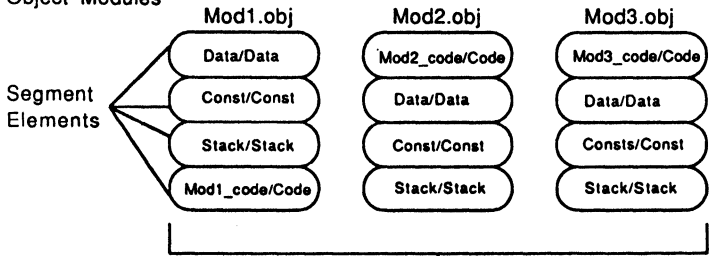 Object Modules
Mod1.obj Mod2.obj Mod3.obj
Data/Data Mod2_code/Code Mod3_code/Code
Segment Elements
Const/Const Data/Data Data/Data
Stack/Stack Const/Const Consts/Const
Mod1_code/Code Stack/Stack Stack/Stack